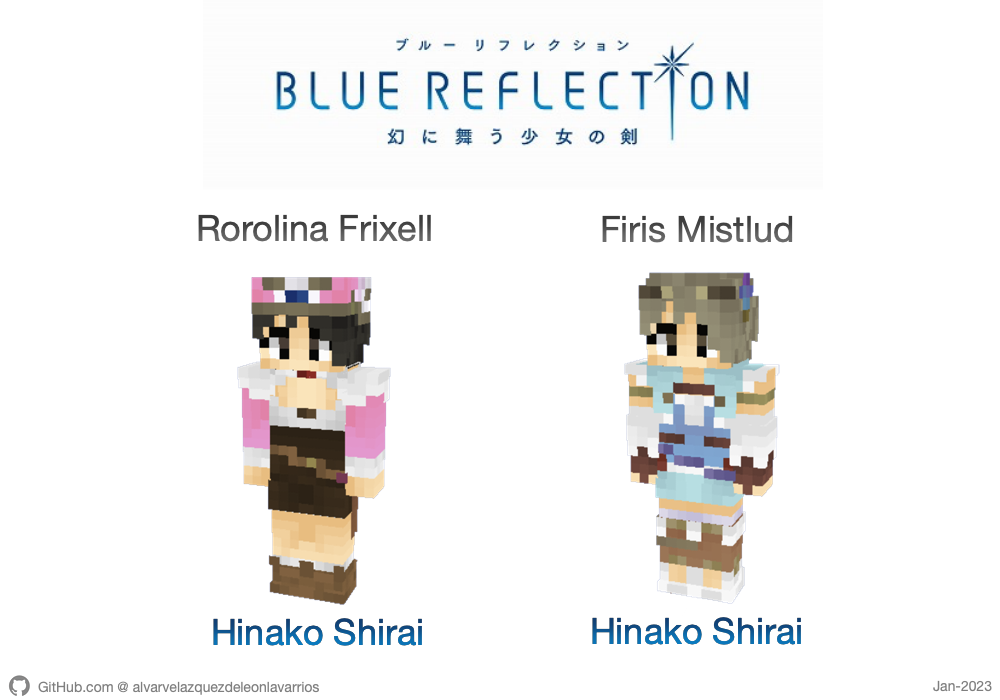 ブルー リフレクション
BLUE REFLECTION
幻に舞う少女の剣
Rorolina Frixell
Firis Mistlud
Hinako Shirai
Hinako Shirai
GitHub.com @ alvarvelazquezdeleonlavarrios
Jan-2023